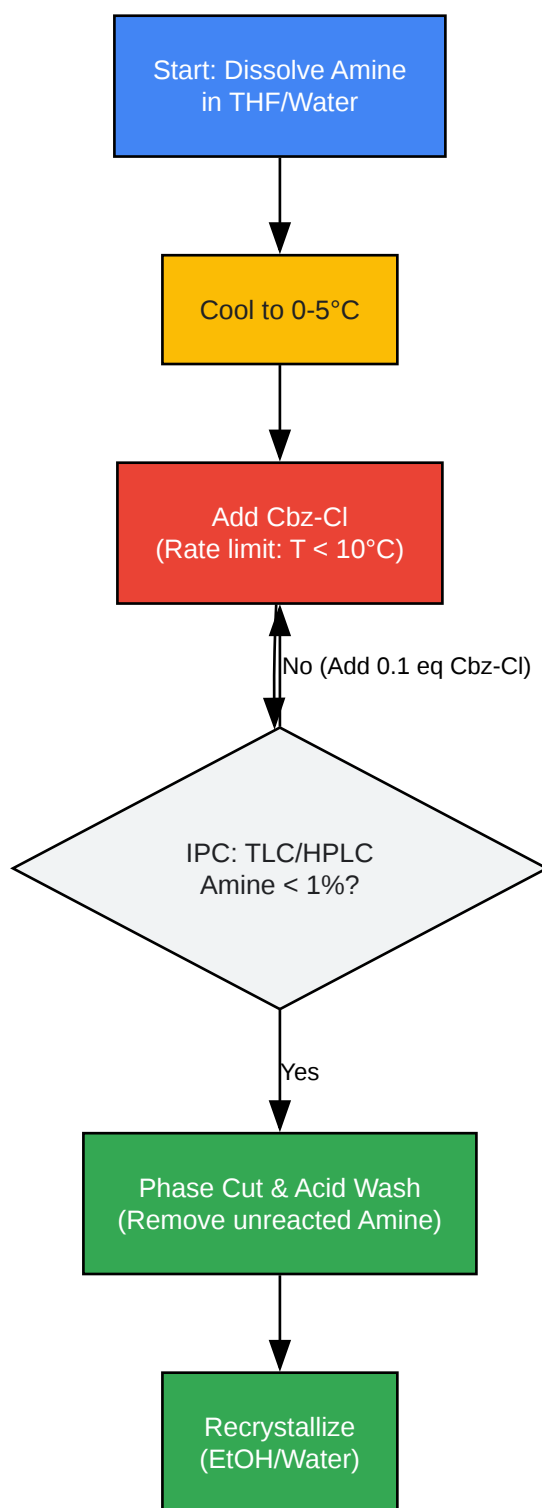 Start: Dissolve Amine
in THF/Water
Cool to 0-5°C
Add Cbz-Cl
(Rate limit: T < 10°C)
No (Add 0.1 eq Cbz-Cl)
IPC: TLC/HPLC
Amine < 1%?
Yes
Phase Cut & Acid Wash
(Remove unreacted Amine)
Recrystallize
(EtOH/Water)